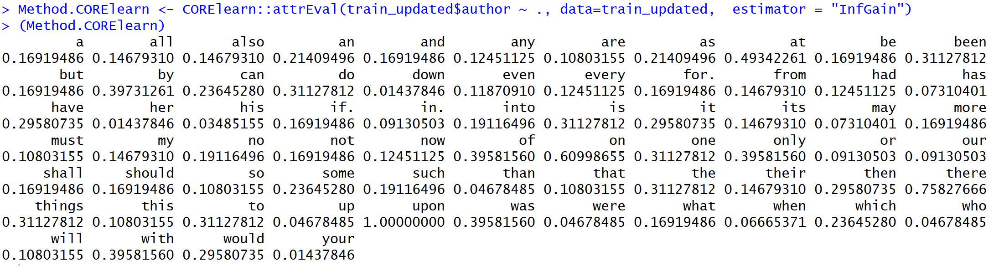 > Method.CORElearn <- CORElearn::attrEval(train_updated$author ~ ., data=train_updated,  estimator = "InfGain")
> (Method.CORElearn)
         a        all       also         an        and        any        are         as         at         be       been
0.16919486 0.14679310 0.14679310 0.21409496 0.16919486 0.12451125 0.10803155 0.21409496 0.49342261 0.16919486 0.31127812
       but         by        can         do       down       even      every       for.       from        had        has
0.16919486 0.39731261 0.23645280 0.31127812 0.01437846 0.11870910 0.12451125 0.16919486 0.14679310 0.12451125 0.07310401
      have        her        his        if.        in.       into         is         it        its        may       more
0.29580735 0.01437846 0.03485155 0.16919486 0.09130503 0.19116496 0.31127812 0.29580735 0.14679310 0.07310401 0.16919486
      must         my         no        not        now         of         on        one       only         or        our
0.10803155 0.14679310 0.19116496 0.16919486 0.12451125 0.39581560 0.60998655 0.31127812 0.39581560 0.09130503 0.09130503
     shall     should         so       some       such       than       that        the      their       then      there
0.16919486 0.16919486 0.10803155 0.23645280 0.19116496 0.04678485 0.10803155 0.31127812 0.14679310 0.29580735 0.75827666
    things       this         to         up       upon        was       were       what       when      which        who
0.31127812 0.10803155 0.31127812 0.04678485 1.00000000 0.39581560 0.04678485 0.16919486 0.06665371 0.23645280 0.04678485
      will       with      would       your
0.10803155 0.39581560 0.29580735 0.01437846